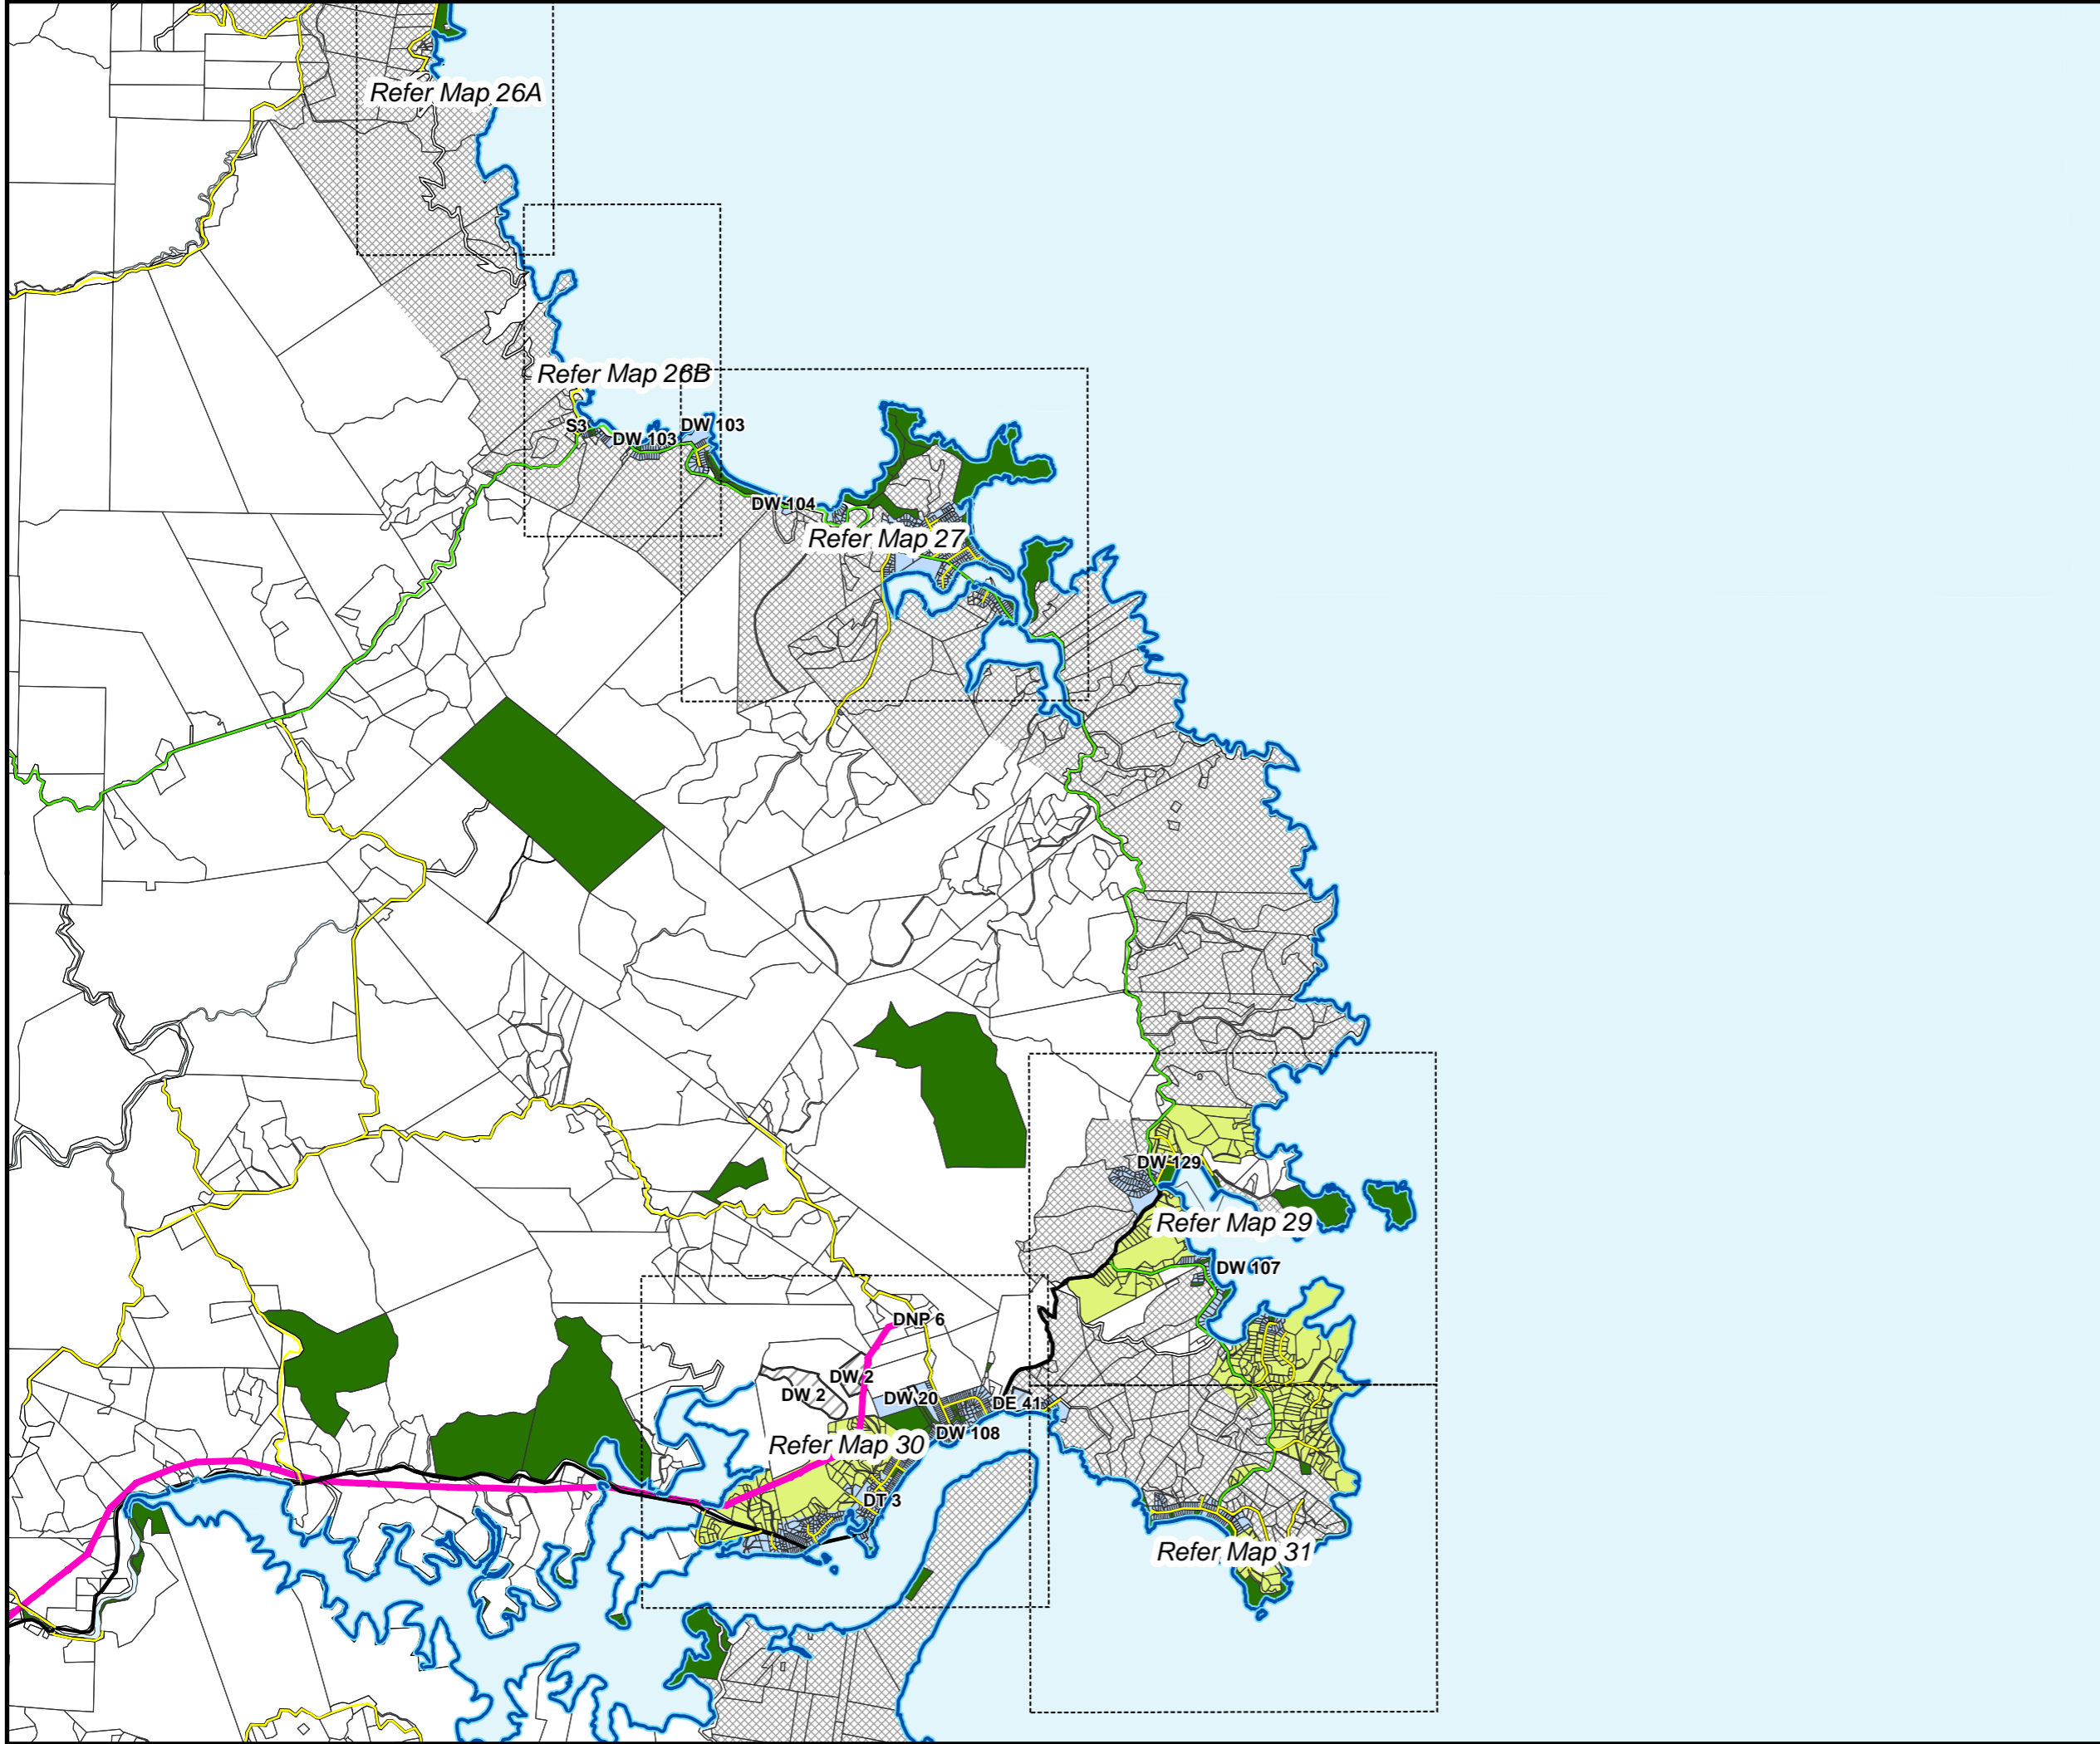 Refer Map 26A
Refer Map 26B
S3
DW 103
DW 103
DW 104
Refer Map 27
DW 129
Refer Map 29
DW 107
DNP 6
DW 2
DW 2
DW 20
DE 41
DW 108
Refer Map 30
DT 3
Refer Map 31